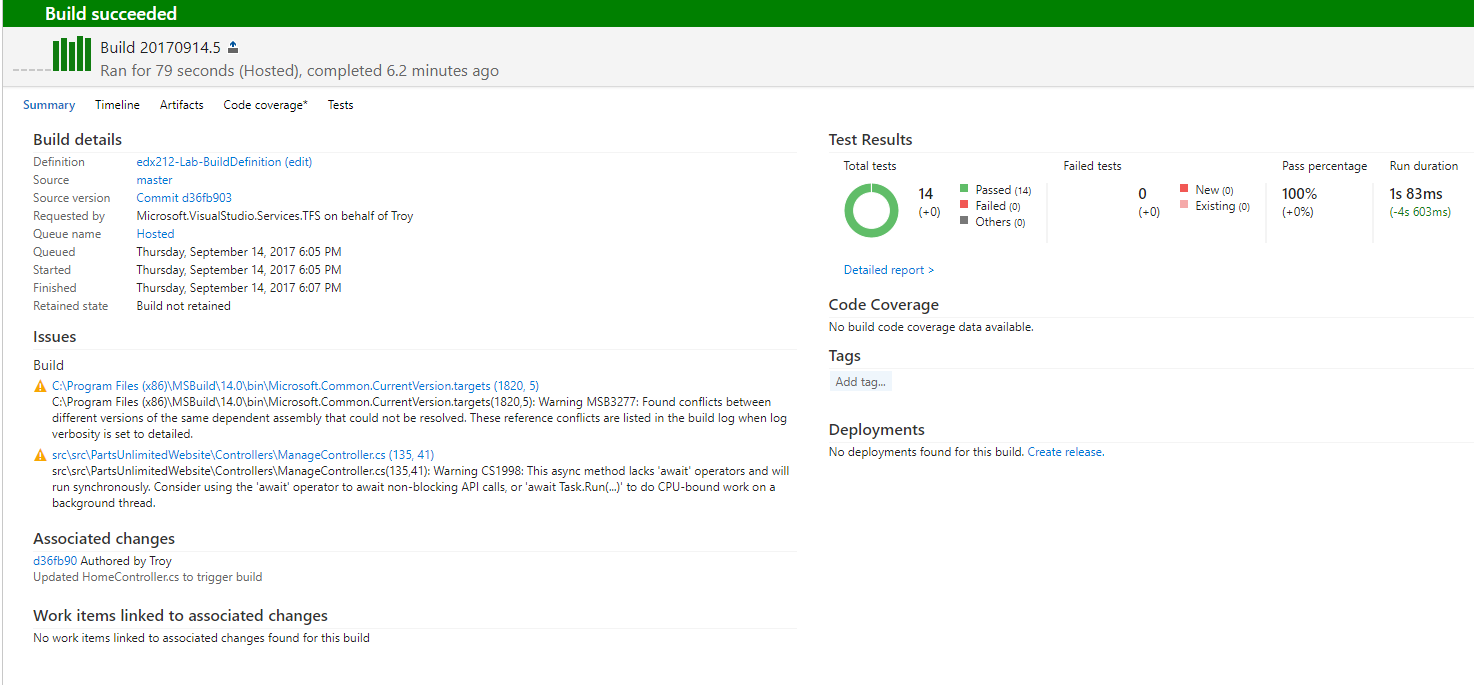 Build succeeded
Build 20170914.5
Ran for 79 seconds (Hosted), completed 6.2 minutes ago
Summary Timeline Artifacts Code coverage* Tests
Build details
Definition edx212-Lab-BuildDefinition (edit)
Source master
Source version Commit d36fb903
Requested by Microsoft.VisualStudio.Services.TFS on behalf of Troy
Queue name Hosted
Queued Thursday, September 14, 2017 6:05 PM
Started Thursday, September 14, 2017 6:05 PM
Finished Thursday, September 14, 2017 6:07 PM
Retained state Build not retained
Issues
Build
C:\Program Files (x86)\MSBuild\14.0\bin\Microsoft.Common.CurrentVersion.targets (1820, 5)
C:\Program Files (x86)\MSBuild\14.0\bin\Microsoft.Common.CurrentVersion.targets(1820,5): Warning MSB3277: Found conflicts between
different versions of the same dependent assembly that could not be resolved. These reference conflicts are listed in the build log when log
verbosity is set to detailed.
src\src\PartsUnlimitedWebsite\Controllers\ManageController.cs (135, 41)
src\src\PartsUnlimitedWebsite\Controllers\ManageController.cs(135,41): Warning CS1998: This async method lacks 'await' operators and will
run synchronously. Consider using the 'await' operator to await non-blocking API calls, or 'await Task.Run(...)' to do CPU-bound work on a
background thread.
Associated changes
d36fb90 Authored by Troy
Updated HomeController.cs to trigger build
Work items linked to associated changes
No work items linked to associated changes found for this build
Test Results
Total tests Failed tests Pass percentage Run duration
14 Passed (14) 0 New (0) 100% 1s 83ms
(+0) Failed (0) (+0) Existing (0) (+0%) (-4s 603ms)
Others (0)
Detailed report >
Code Coverage
No build code coverage data available.
Tags
Add tag...
Deployments
No deployments found for this build. Create release.